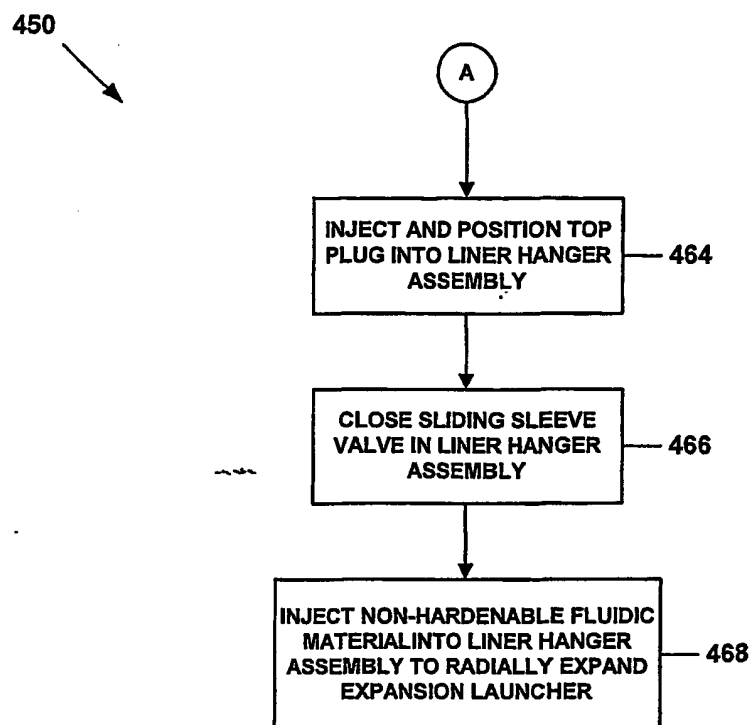 450
A
INJECT AND POSITION TOP
PLUG INTO LINER HANGER
ASSEMBLY
464
CLOSE SLIDING SLEEVE
VALVE IN LINER HANGER
ASSEMBLY
466
INJECT NON-HARDENABLE FLUIDIC
MATERIALINTO LINER HANGER
ASSEMBLY TO RADIALLY EXPAND
EXPANSION LAUNCHER
468